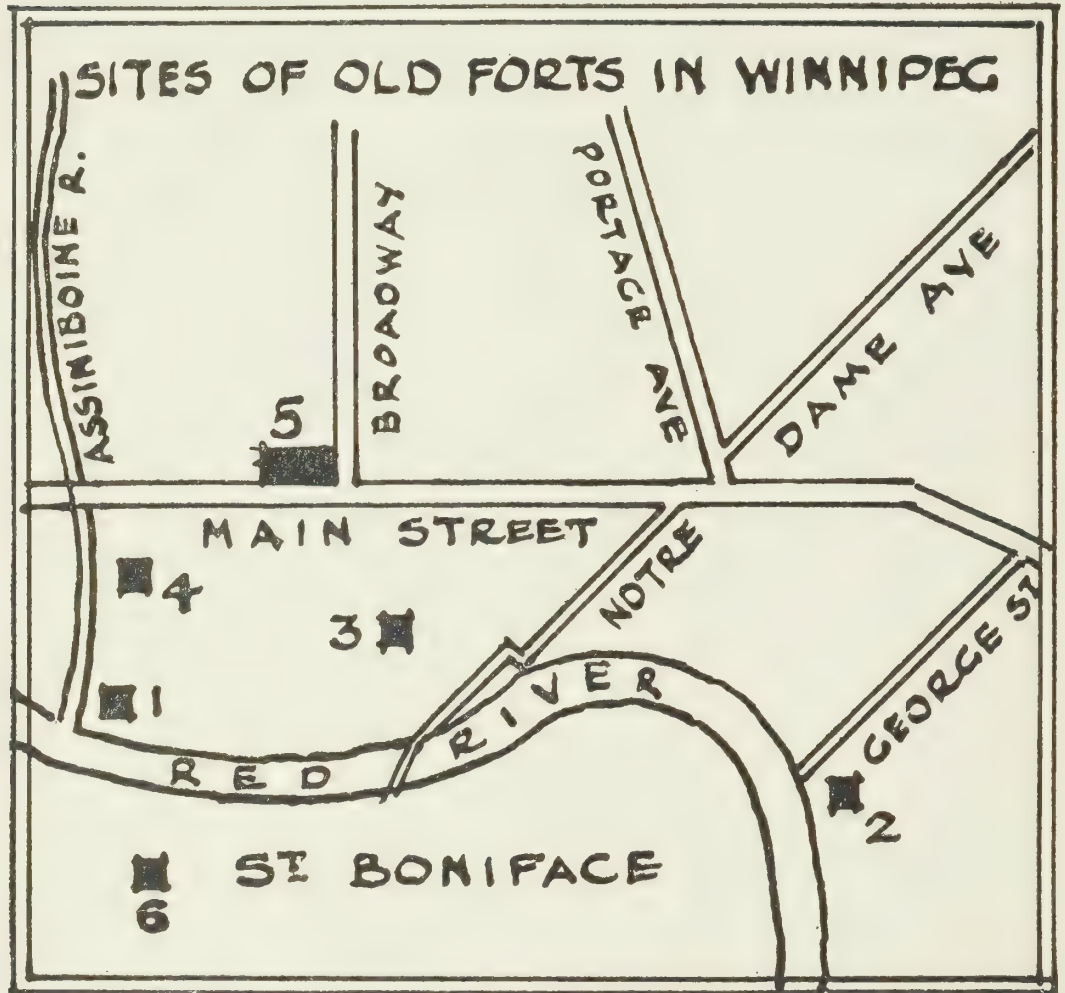 SITES OF OLD FORTS IN WINNIPEG
ASSINIBOINE R.
BROADWAY
PORTAGE AVE
DAME AVE
5
MAIN STREET
NOTRE
4
3
GEORGE ST
1
RED RIVER
2
ST BONIFACE
6